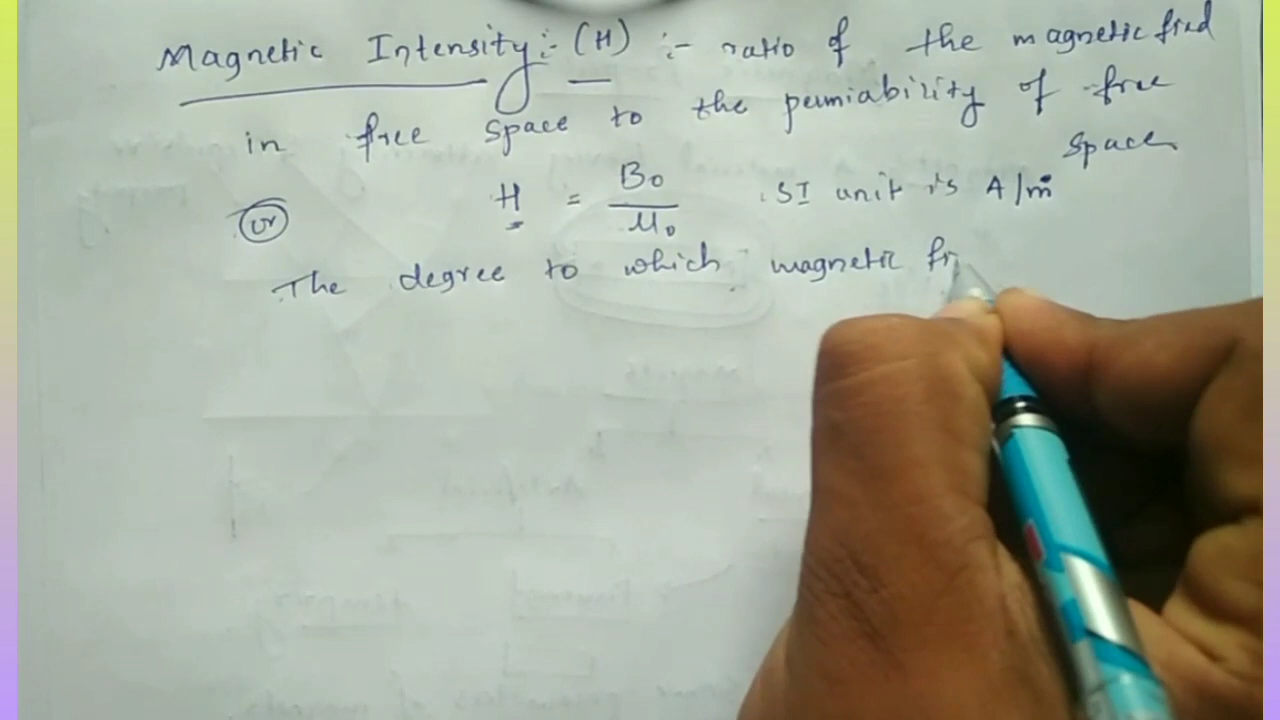 Magnetic Intensity:- (H) :- ratio of the magnetic fied
in free space to the permiability of free
space
H = B0/μ0 . SI unit is A/m
(or)
The degree to which magnetic fi